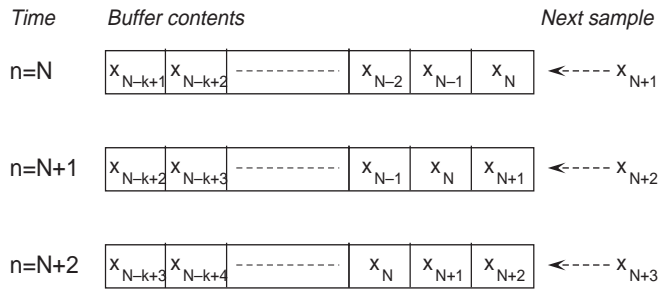 Time Buffer contents Next sample
n=N x_{N–k+1} x_{N–k+2} x_{N–2} x_{N–1} x_N x_{N+1}
n=N+1 x_{N–k+2} x_{N–k+3} x_{N–1} x_N x_{N+1} x_{N+2}
n=N+2 x_{N–k+3} x_{N–k+4} x_N x_{N+1} x_{N+2} x_{N+3}